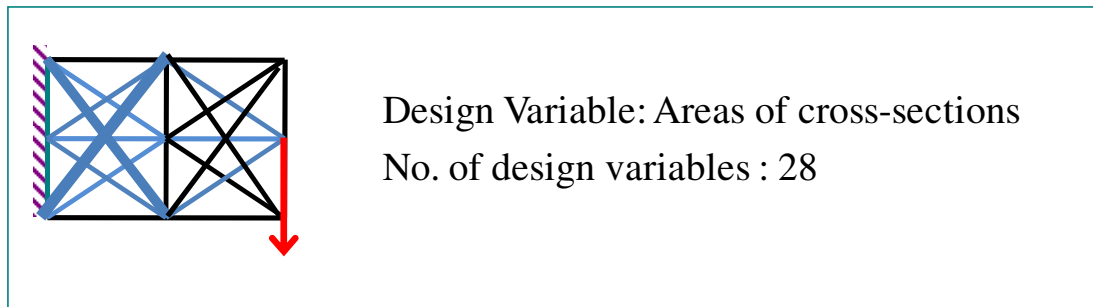 Design Variable: Areas of cross-sections
No. of design variables : 28